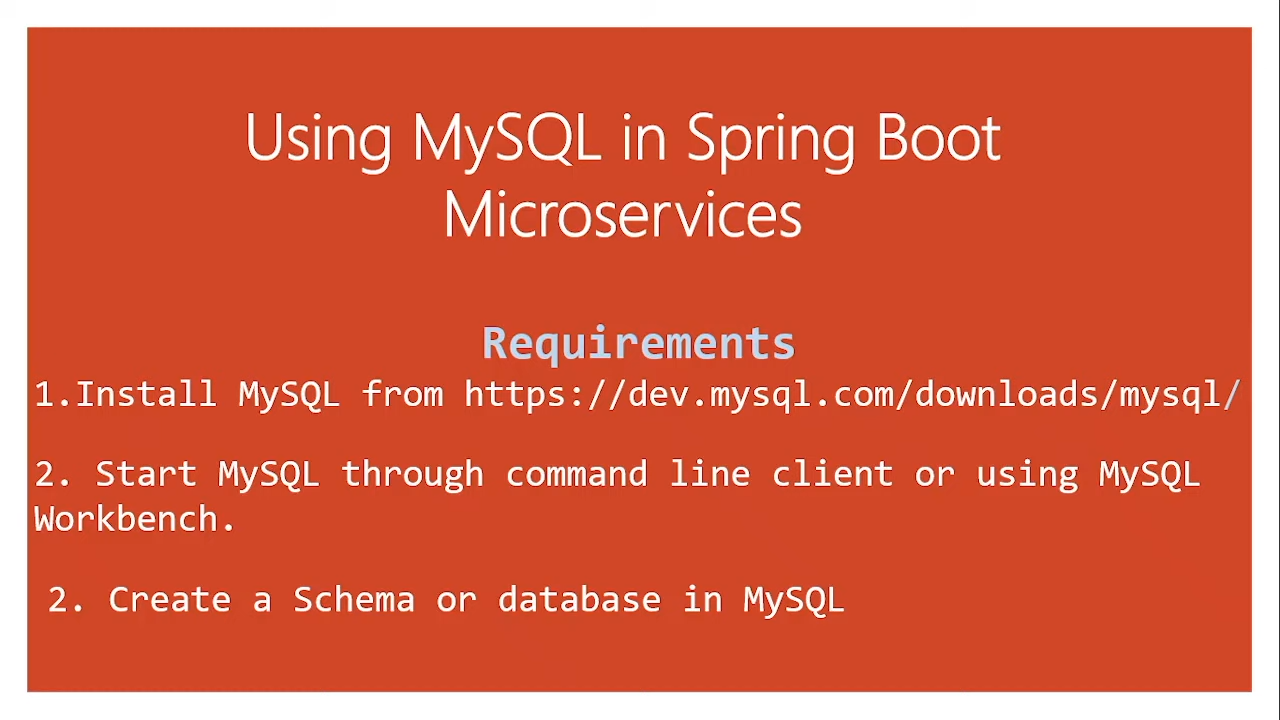 Using MySQL in Spring Boot
Microservices
Requirements
1.Install MySQL from https://dev.mysql.com/downloads/mysql/
2. Start MySQL through command line client or using MySQL
Workbench.
2. Create a Schema or database in MySQL